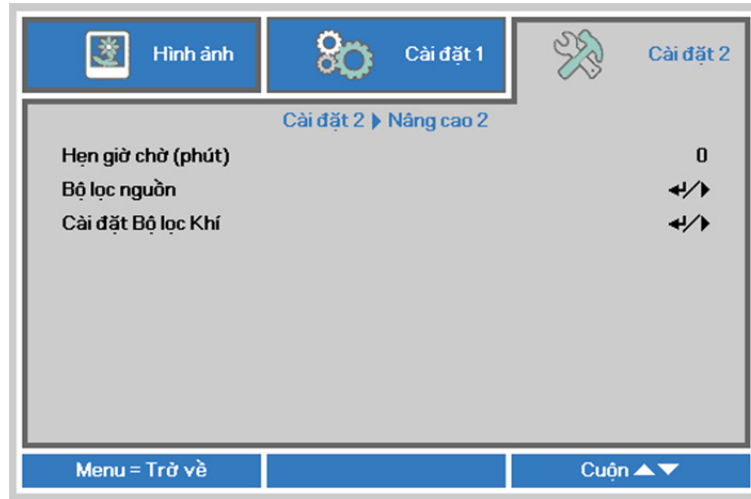 Hình ảnh
Cài đặt 1
Cài đặt 2
Cài đặt 2 ▶ Nâng cao 2
Hẹn giờ chờ (phút) 0
Bộ lọc nguồn ↵/▶
Cài đặt Bộ lọc Khí ↵/▶
Menu = Trở về
Cuộn ▲▼